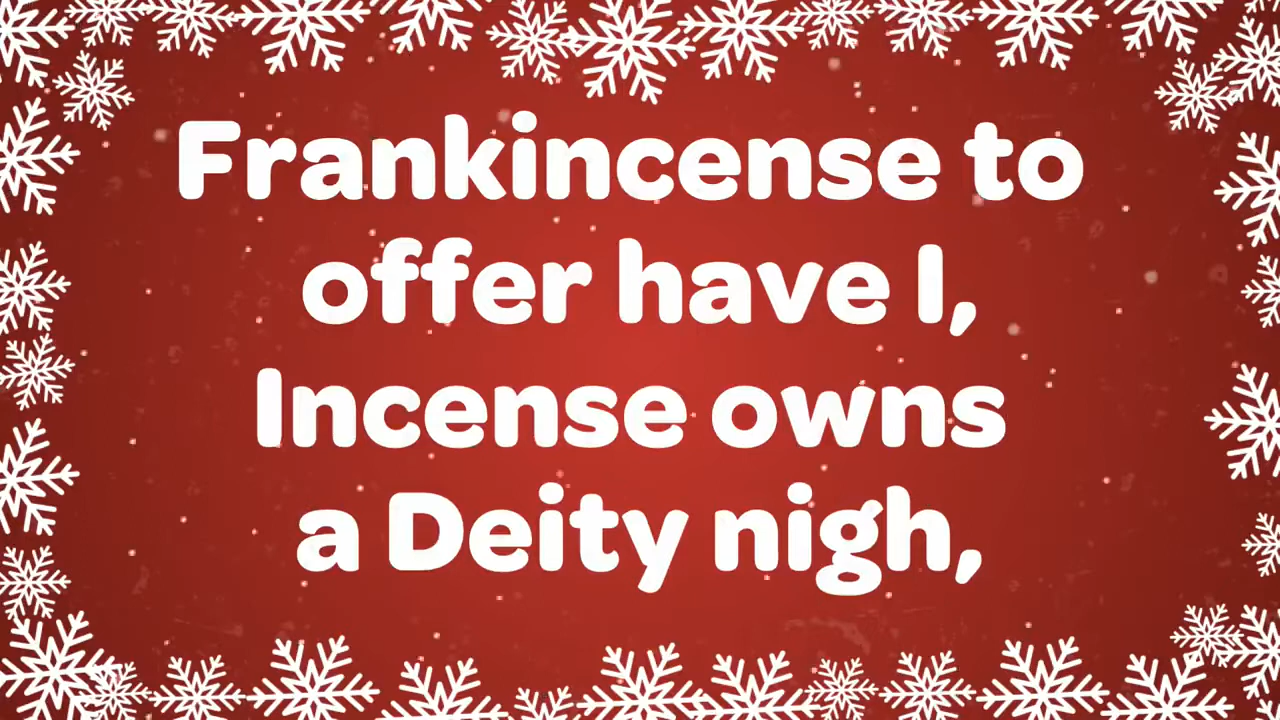 Frankincense to
offer have I,
Incense owns
a Deity nigh,